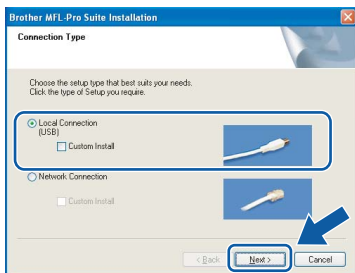 Brother MFL-Pro Suite Installation
Connection Type
Choose the setup type that best suits your needs.
Click the type of Setup you require.
Local Connection
(USB)
Custom Install
Network Connection
Custom Install
< Back
Next >
Cancel